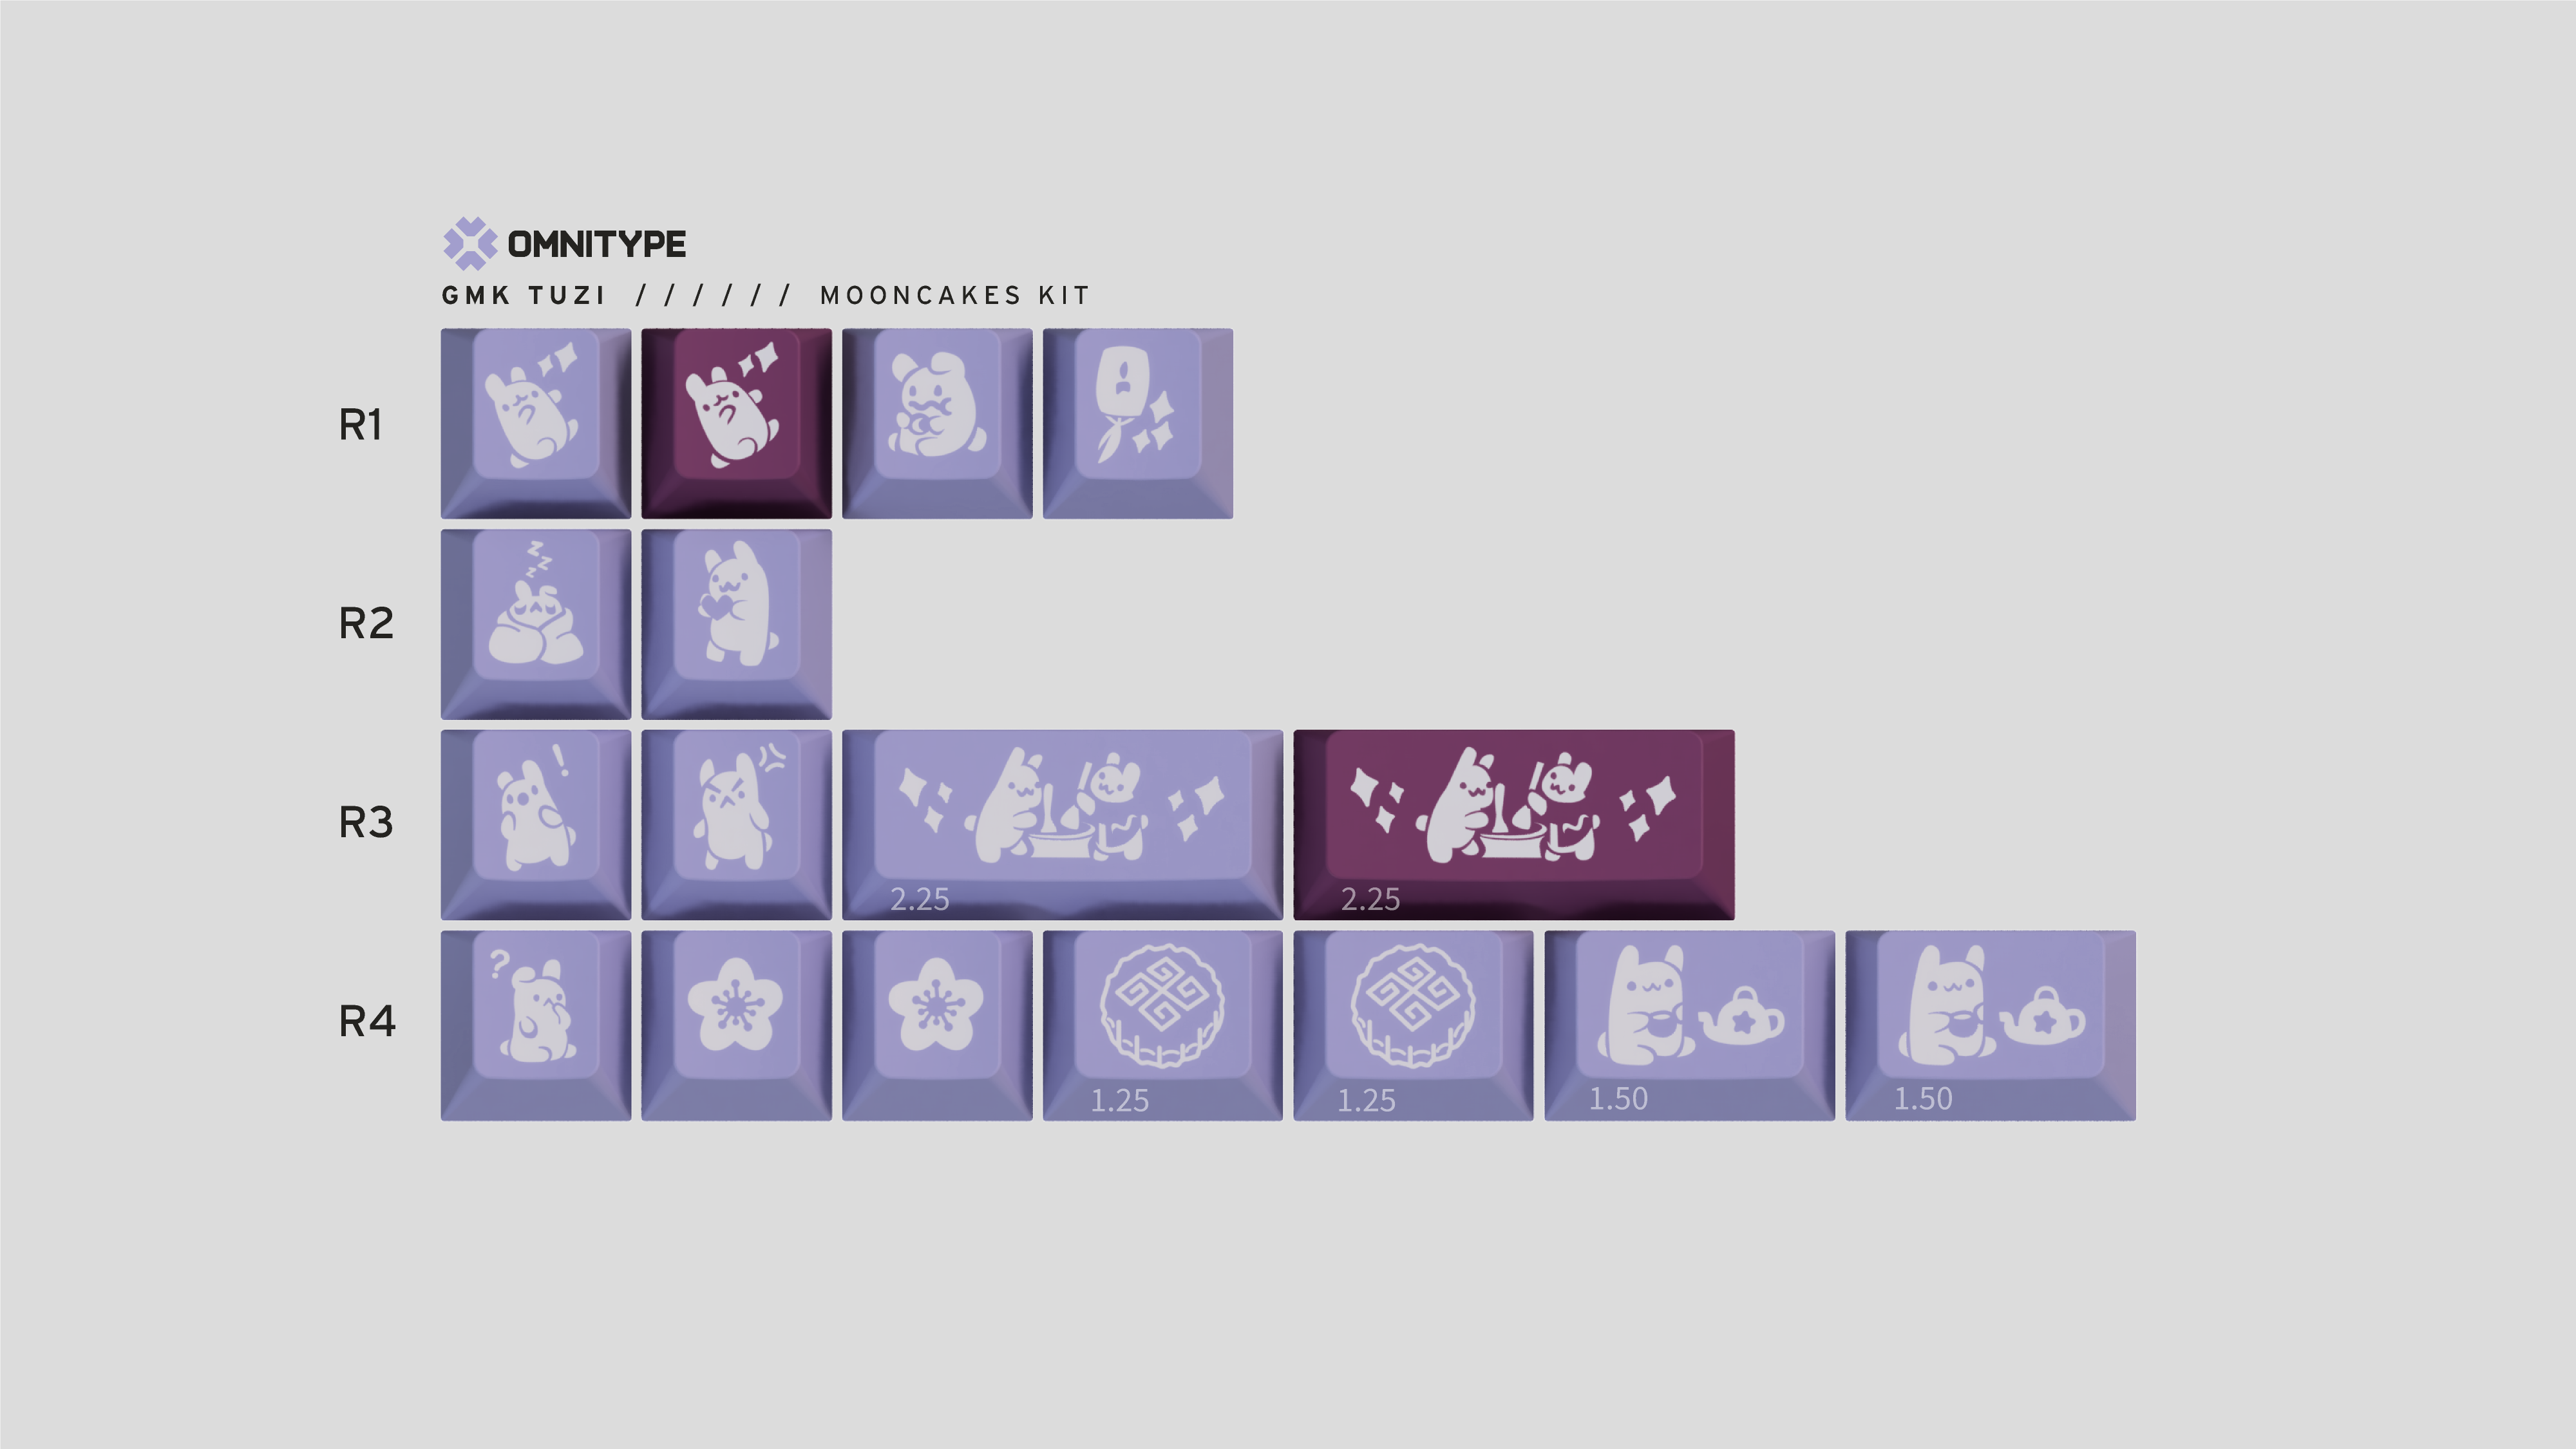 OMNITYPE
GMK TUZI / / / / / / MOONCAKES KIT
R1
R2
z z z
R3
!
2.25
2.25
R4
?
1.25
1.25
1.50
1.50